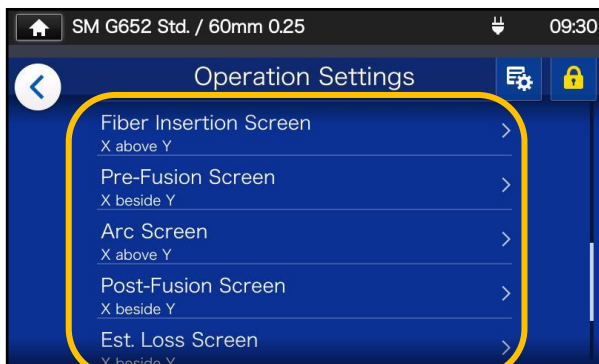 SM G652 Std. / 60mm 0.25
09:30
Operation Settings
Fiber Insertion Screen
X above Y
Pre-Fusion Screen
X beside Y
Arc Screen
X above Y
Post-Fusion Screen
X beside Y
Est. Loss Screen
X beside Y